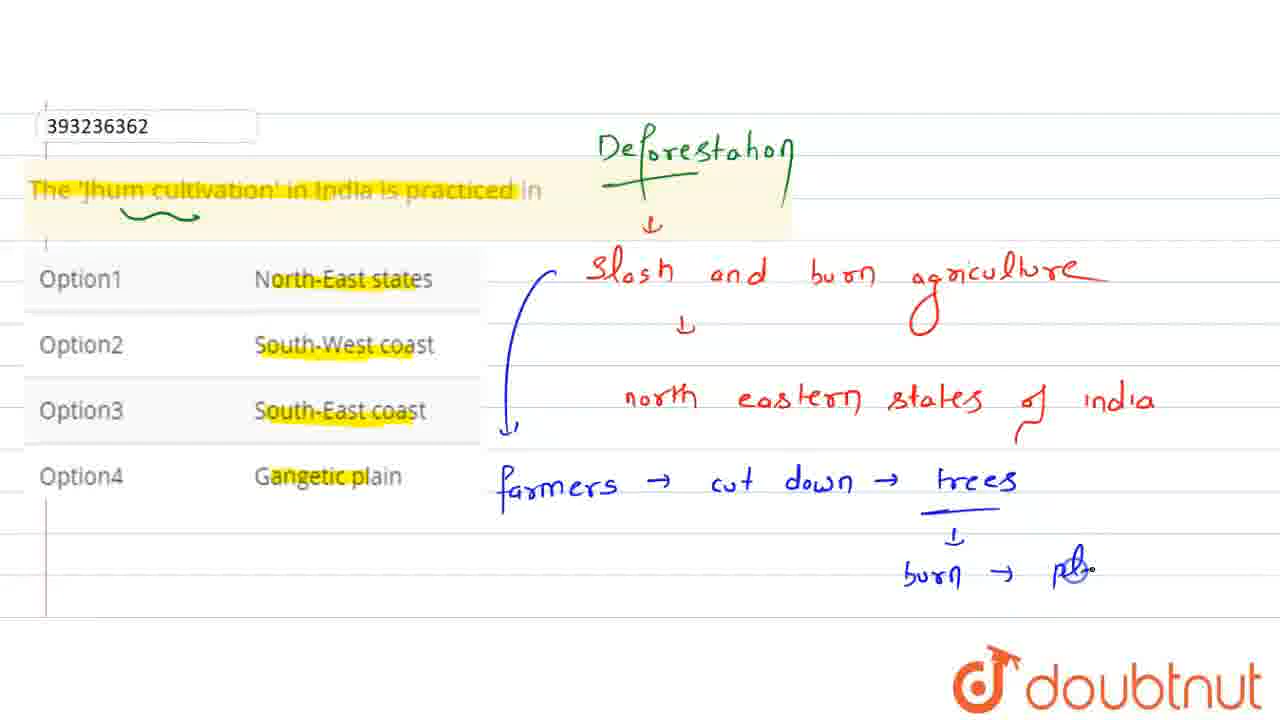 393236362
Deforestation
The 'Jhum cultivation' in India is practiced in
Slash and burn agriculture
Option1 North-East states
Option2 South-West coast
north eastern states of india
Option3 South-East coast
Option4 Gangetic plain
farmers → cut down → trees
burn → pl
doubtnut